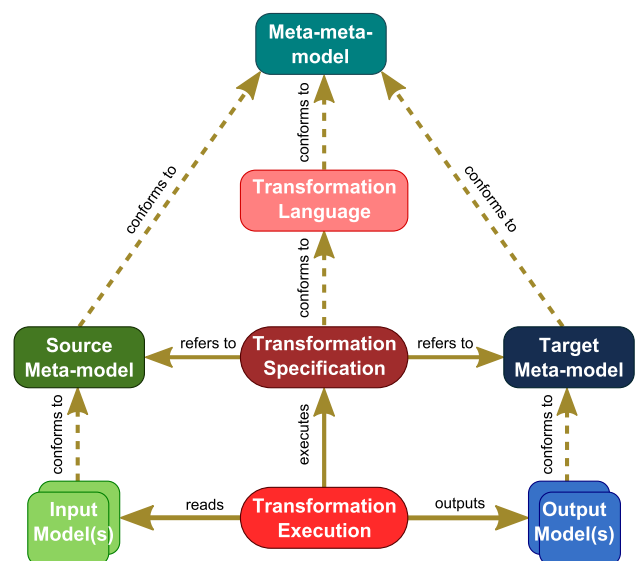 Meta-meta-
model
conforms to
conforms to
conforms to
Transformation
Language
conforms to
Source
Meta-model
refers to
Transformation
Specification
refers to
Target
Meta-model
conforms to
executes
conforms to
Input
Model(s)
reads
Transformation
Execution
outputs
Output
Model(s)